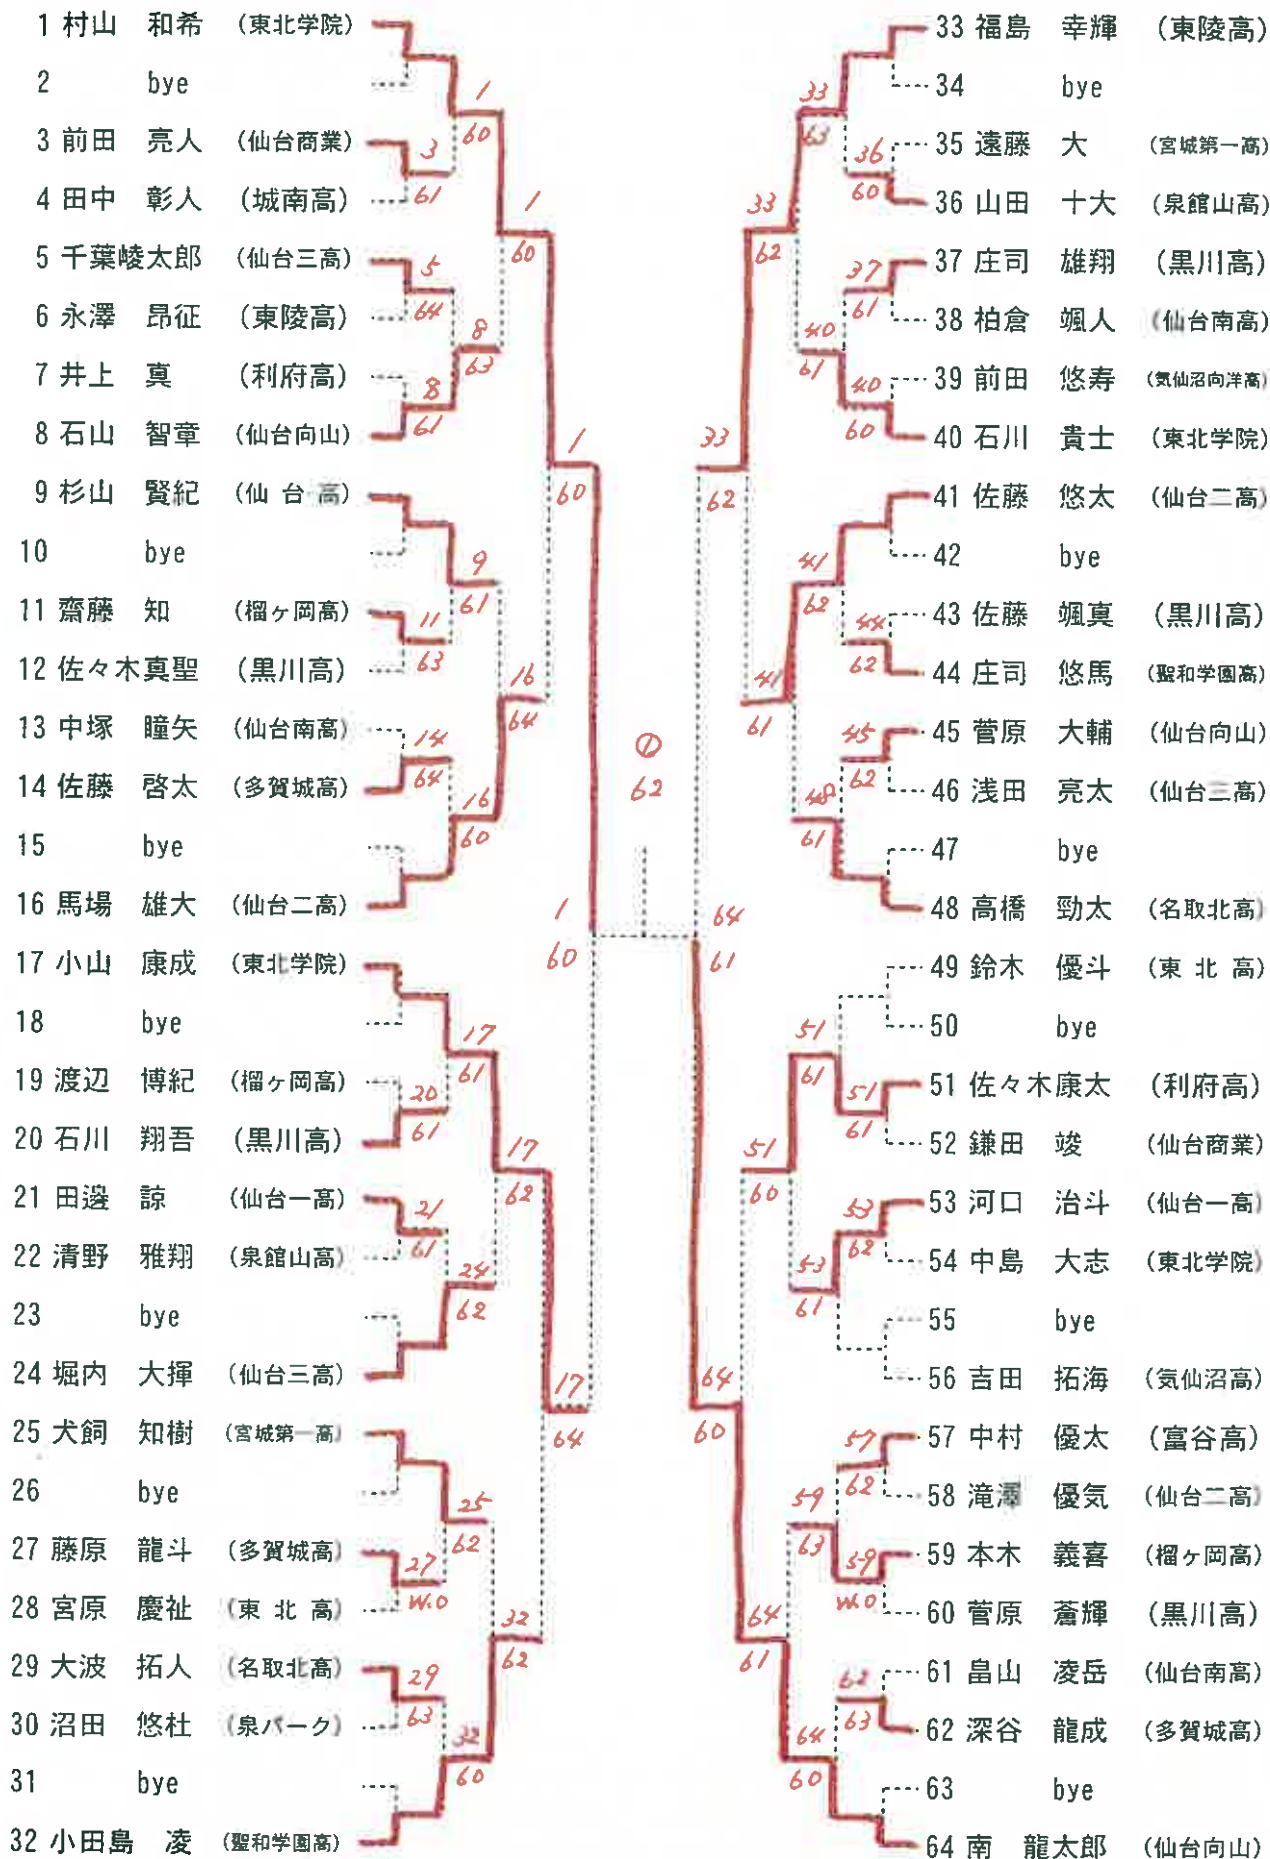 1 村山 和希 (東北学院)
2 bye
3 前田 亮人 (仙台商業)
4 田中 彰人 (城南高)
5 千葉崚太郎 (仙台三高)
6 永澤 昂征 (東陵高)
7 井上 真 (利府高)
8 石山 智章 (仙台向山)
9 杉山 賢紀 (仙台高)
10 bye
11 齋藤 知 (榴ヶ岡高)
12 佐々木真聖 (黒川高)
13 中塚 瞳矢 (仙台南高)
14 佐藤 啓太 (多賀城高)
15 bye
16 馬場 雄大 (仙台二高)
17 小山 康成 (東北学院)
18 bye
19 渡辺 博紀 (榴ヶ岡高)
20 石川 翔吾 (黒川高)
21 田邉 諒 (仙台一高)
22 清野 雅翔 (泉館山高)
23 bye
24 堀内 大揮 (仙台三高)
25 犬飼 知樹 (宮城第一高)
26 bye
27 藤原 龍斗 (多賀城高)
28 宮原 慶祉 (東北高)
29 大波 拓人 (名取北高)
30 沼田 悠杜 (泉パーク)
31 bye
32 小田島 凌 (聖和学園高)
3
61
5
64
8
61
11
63
14
64
20
61
21
61
27
W.O
29
63
1
60
8
63
9
61
16
60
17
61
24
62
25
62
32
60
1
60
16
64
17
62
32
62
1
60
17
64
1
60
①
62
64
61
33
62
64
60
33
62
41
61
51
60
64
61
33
63
40
61
41
62
48
61
51
61
53
61
59
63
64
60
36
60
37
61
40
60
44
62
45
62
51
61
53
62
57
62
59
W.O
62
63
33 福島 幸輝 (東陵高)
34 bye
35 遠藤 大 (宮城第一高)
36 山田 十大 (泉館山高)
37 庄司 雄翔 (黒川高)
38 柏倉 颯人 (仙台南高)
39 前田 悠寿 (気仙沼向洋高)
40 石川 貴士 (東北学院)
41 佐藤 悠太 (仙台二高)
42 bye
43 佐藤 颯真 (黒川高)
44 庄司 悠馬 (聖和学園高)
45 菅原 大輔 (仙台向山)
46 浅田 亮太 (仙台三高)
47 bye
48 高橋 勁太 (名取北高)
49 鈴木 優斗 (東北高)
50 bye
51 佐々木康太 (利府高)
52 鎌田 竣 (仙台商業)
53 河口 治斗 (仙台一高)
54 中島 大志 (東北学院)
55 bye
56 吉田 拓海 (気仙沼高)
57 中村 優太 (富谷高)
58 滝澤 優気 (仙台二高)
59 本木 義喜 (榴ヶ岡高)
60 菅原 蒼輝 (黒川高)
61 畠山 凌岳 (仙台南高)
62 深谷 龍成 (多賀城高)
63 bye
64 南 龍太郎 (仙台向山)